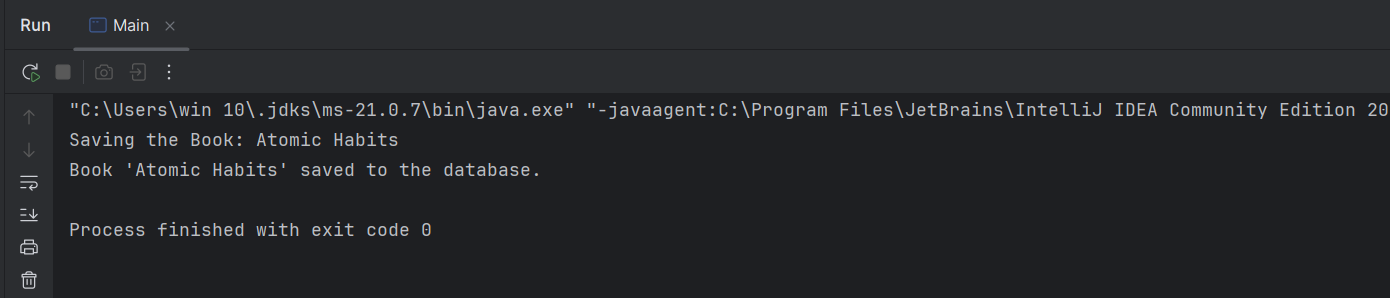 Run Main
"C:\Users\win 10\.jdks\ms-21.0.7\bin\java.exe" "-javaagent:C:\Program Files\JetBrains\IntelliJ IDEA Community Edition 20
Saving the Book: Atomic Habits
Book 'Atomic Habits' saved to the database.
Process finished with exit code 0